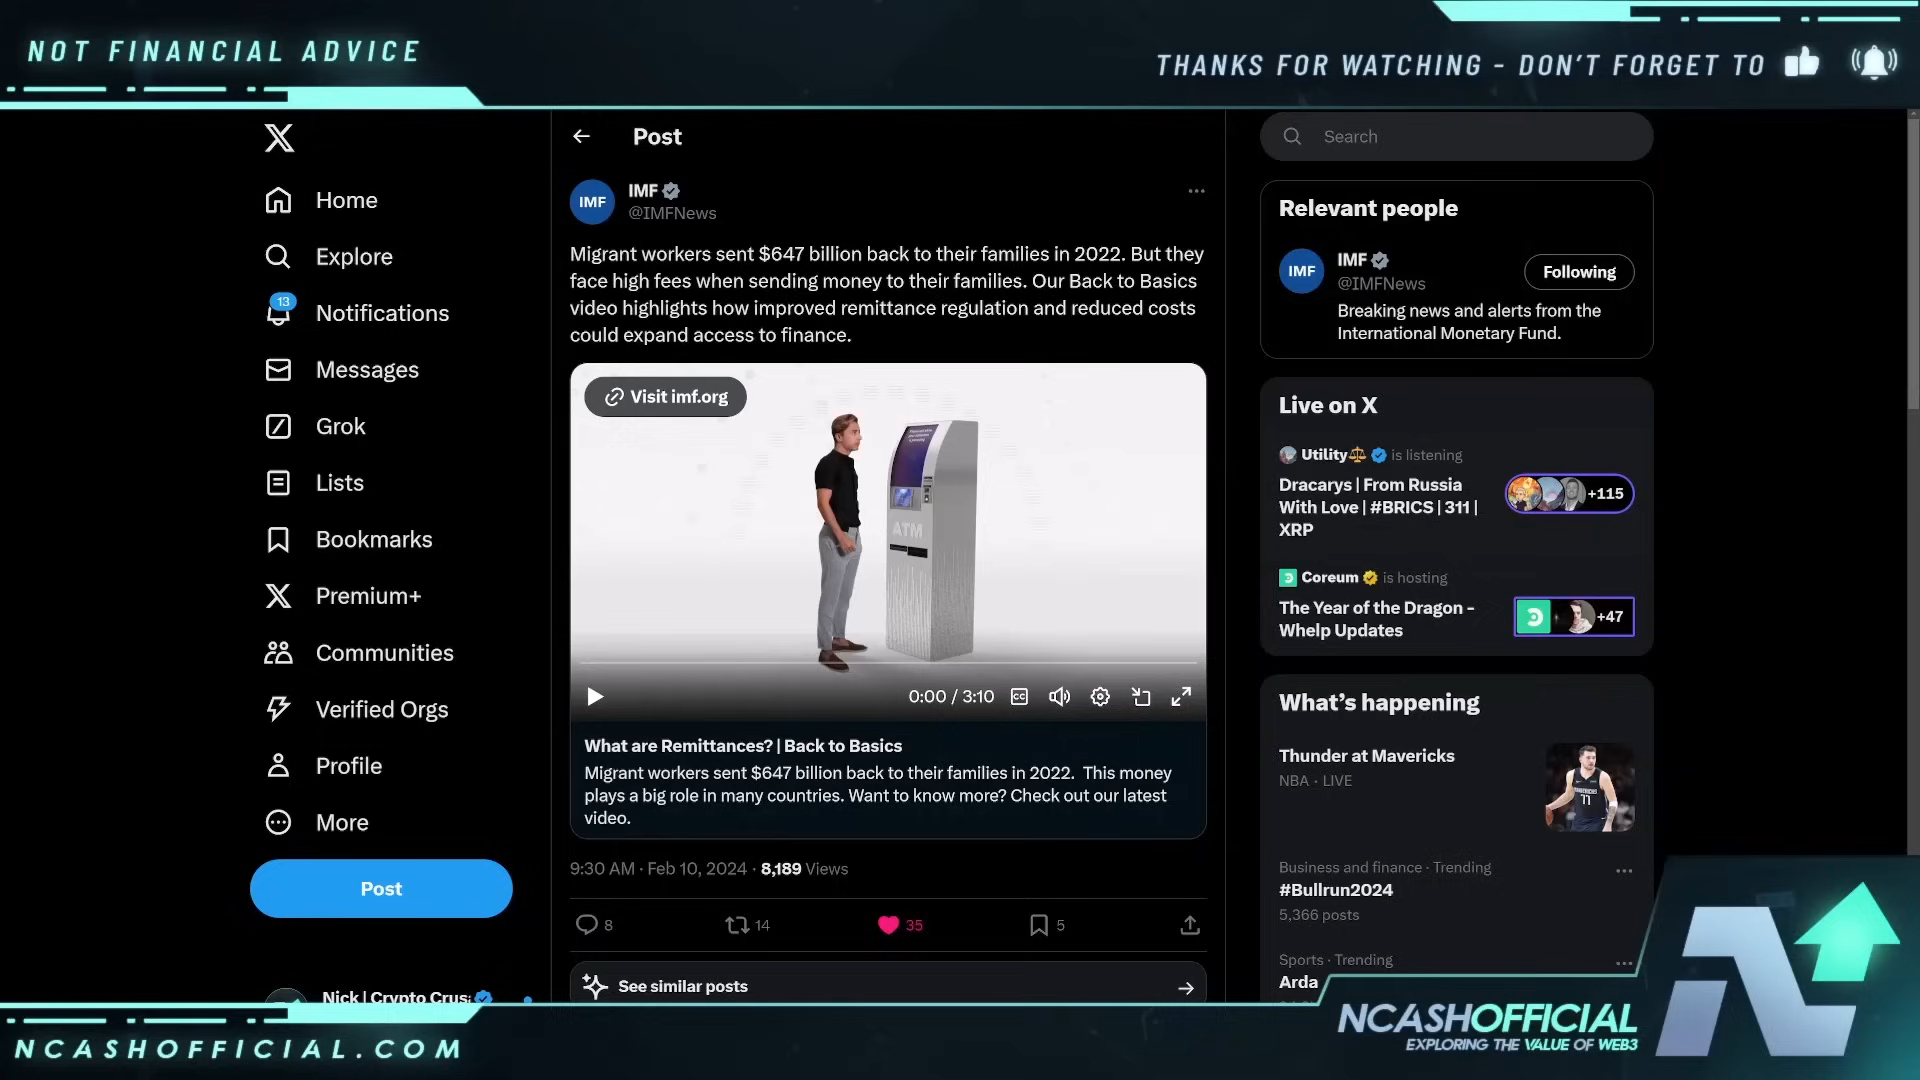 NOT FINANCIAL ADVICE
THANKS FOR WATCHING - DON'T FORGET TO
Home
Explore
13
Notifications
Messages
Grok
Lists
Bookmarks
Premium+
Communities
Verified Orgs
Profile
More
Post
Nick | Crypto Crus
Post
IMF
IMF
@IMFNews
Migrant workers sent $647 billion back to their families in 2022. But they
face high fees when sending money to their families. Our Back to Basics
video highlights how improved remittance regulation and reduced costs
could expand access to finance.
Visit imf.org
ATM
0:00 / 3:10
What are Remittances? | Back to Basics
Migrant workers sent $647 billion back to their families in 2022.  This money
plays a big role in many countries. Want to know more? Check out our latest
video.
9:30 AM · Feb 10, 2024 · 8,189 Views
8
14
35
5
See similar posts
Search
Relevant people
IMF
IMF
Following
@IMFNews
Breaking news and alerts from the
International Monetary Fund.
Live on X
Utility is listening
Dracarys | From Russia
With Love | #BRICS | 311 |
XRP
+115
Coreum is hosting
The Year of the Dragon -
Whelp Updates
+47
What's happening
Thunder at Mavericks
NBA · LIVE
Business and finance · Trending
#Bullrun2024
5,366 posts
Sports · Trending
Arda
NCASHOFFICIAL
EXPLORING THE VALUE OF WEB3
NCASHOFFICIAL.COM